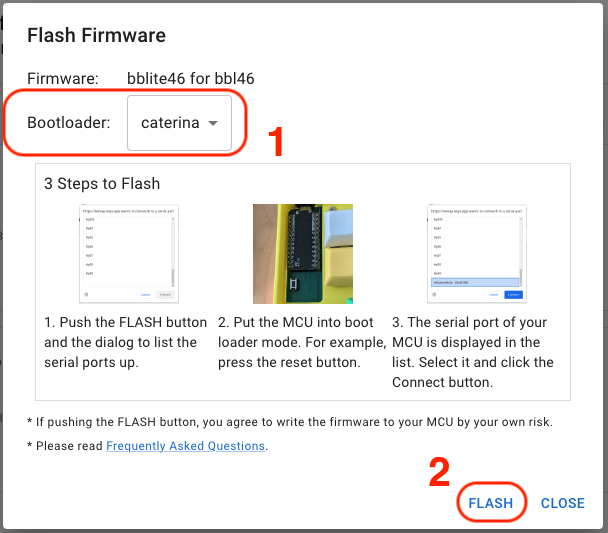 Flash Firmware
Firmware: bblite46 for bbl46
Bootloader: caterina
1
3 Steps to Flash
1. Push the FLASH button
and the dialog to list the
serial ports up.
2. Put the MCU into boot
loader mode. For example,
press the reset button.
3. The serial port of your
MCU is displayed in the
list. Select it and click the
Connect button.
* If pushing the FLASH button, you agree to write the firmware to your MCU by your own risk.
* Please read Frequently Asked Questions.
2
FLASH CLOSE